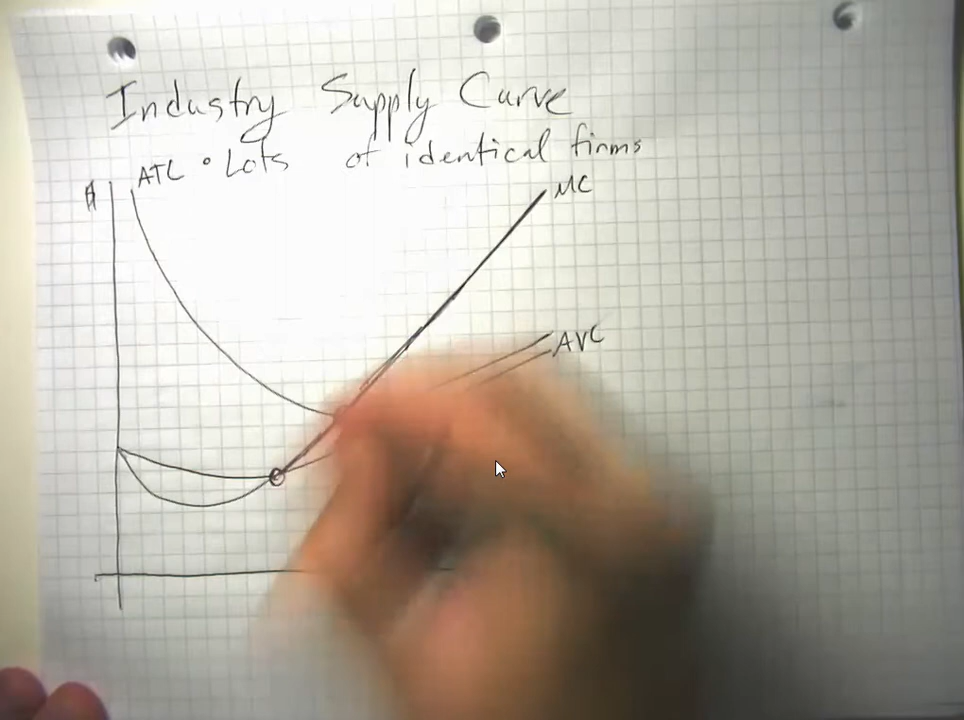 Industry Supply Curve
ATC • Lots of identical firms
$
MC
AVC